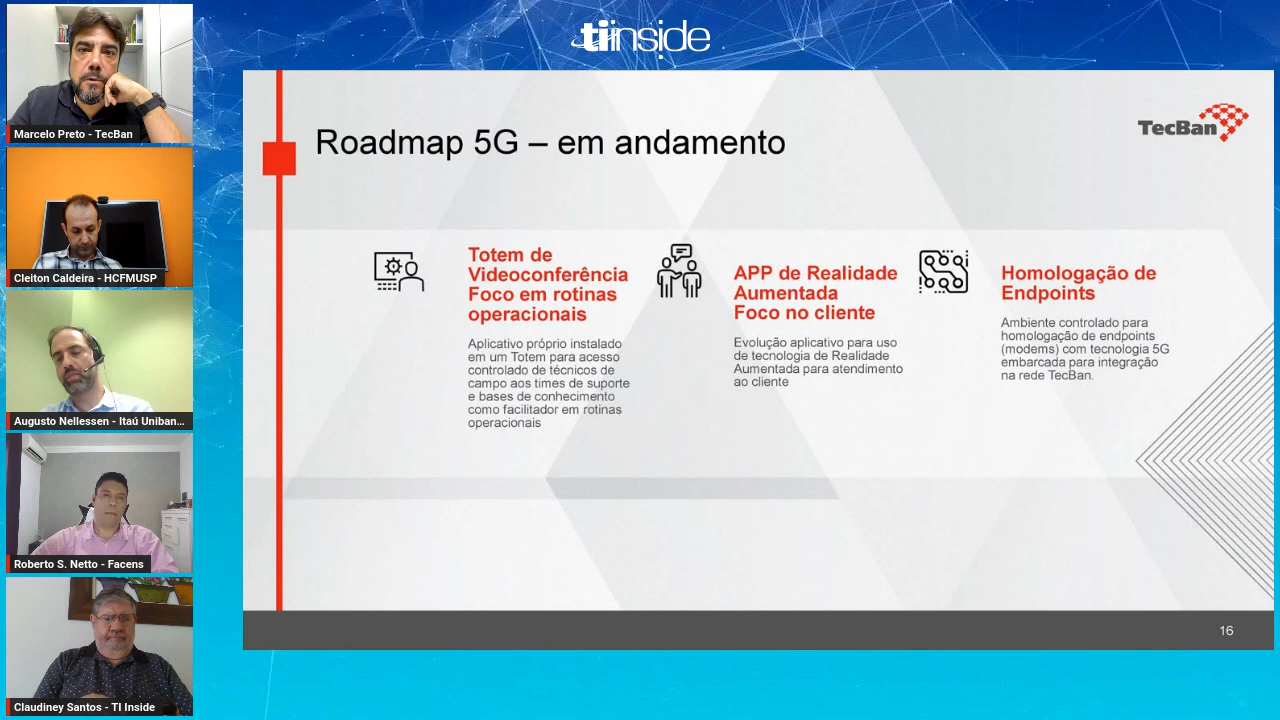 tiinside
Marcelo Preto - TecBan
Cleiton Caldeira - HCFMUSP
Augusto Nellessen - Itaú Uniban...
Roberto S. Netto - Facens
Claudiney Santos - TI Inside
Roadmap 5G – em andamento
TecBan
Totem de
Videoconferência
Foco em rotinas
operacionais
Aplicativo próprio instalado
em um Totem para acesso
controlado de técnicos de
campo aos times de suporte
e bases de conhecimento
como facilitador em rotinas
operacionais
APP de Realidade
Aumentada
Foco no cliente
Evolução aplicativo para uso
de tecnologia de Realidade
Aumentada para atendimento
ao cliente
Homologação de
Endpoints
Ambiente controlado para
homologação de endpoints
(modems) com tecnologia 5G
embarcada para integração
na rede TecBan.
16